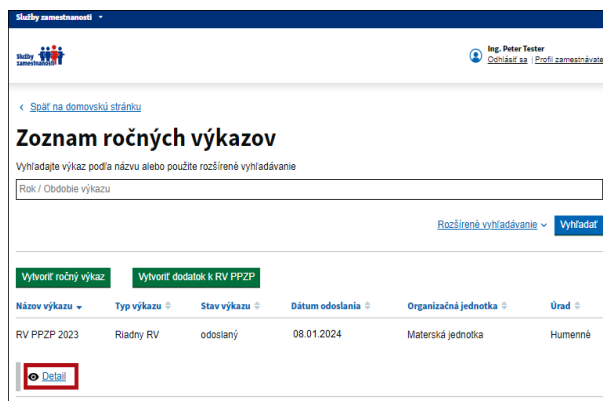 Služby zamestnanosti
Služby zamestnanosti
Ing. Peter Tester
Odhlásiť sa | Profil zamestnávate
Späť na domovskú stránku
Zoznam ročných výkazov
Vyhľadajte výkaz podľa názvu alebo použite rozšírené vyhľadávanie
Rok / Obdobie výkazu
Rozšírené vyhľadávanie Vyhľadať
Vytvoriť ročný výkaz Vytvoriť dodatok k RV PPZP
Názov výkazu Typ výkazu Stav výkazu Dátum odoslania Organizačná jednotka Úrad
RV PPZP 2023 Riadny RV odoslaný 08.01.2024 Materská jednotka Humenné
Detail